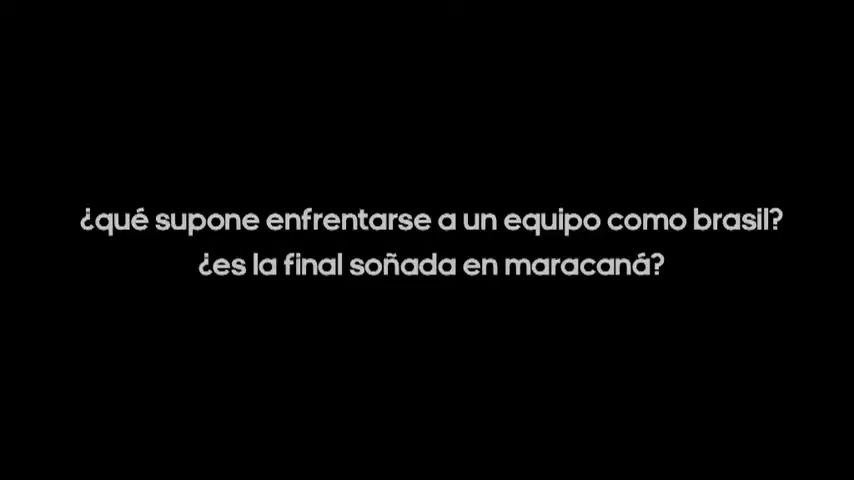 ¿qué supone enfrentarse a un equipo como brasil?
¿es la final soñada en maracaná?